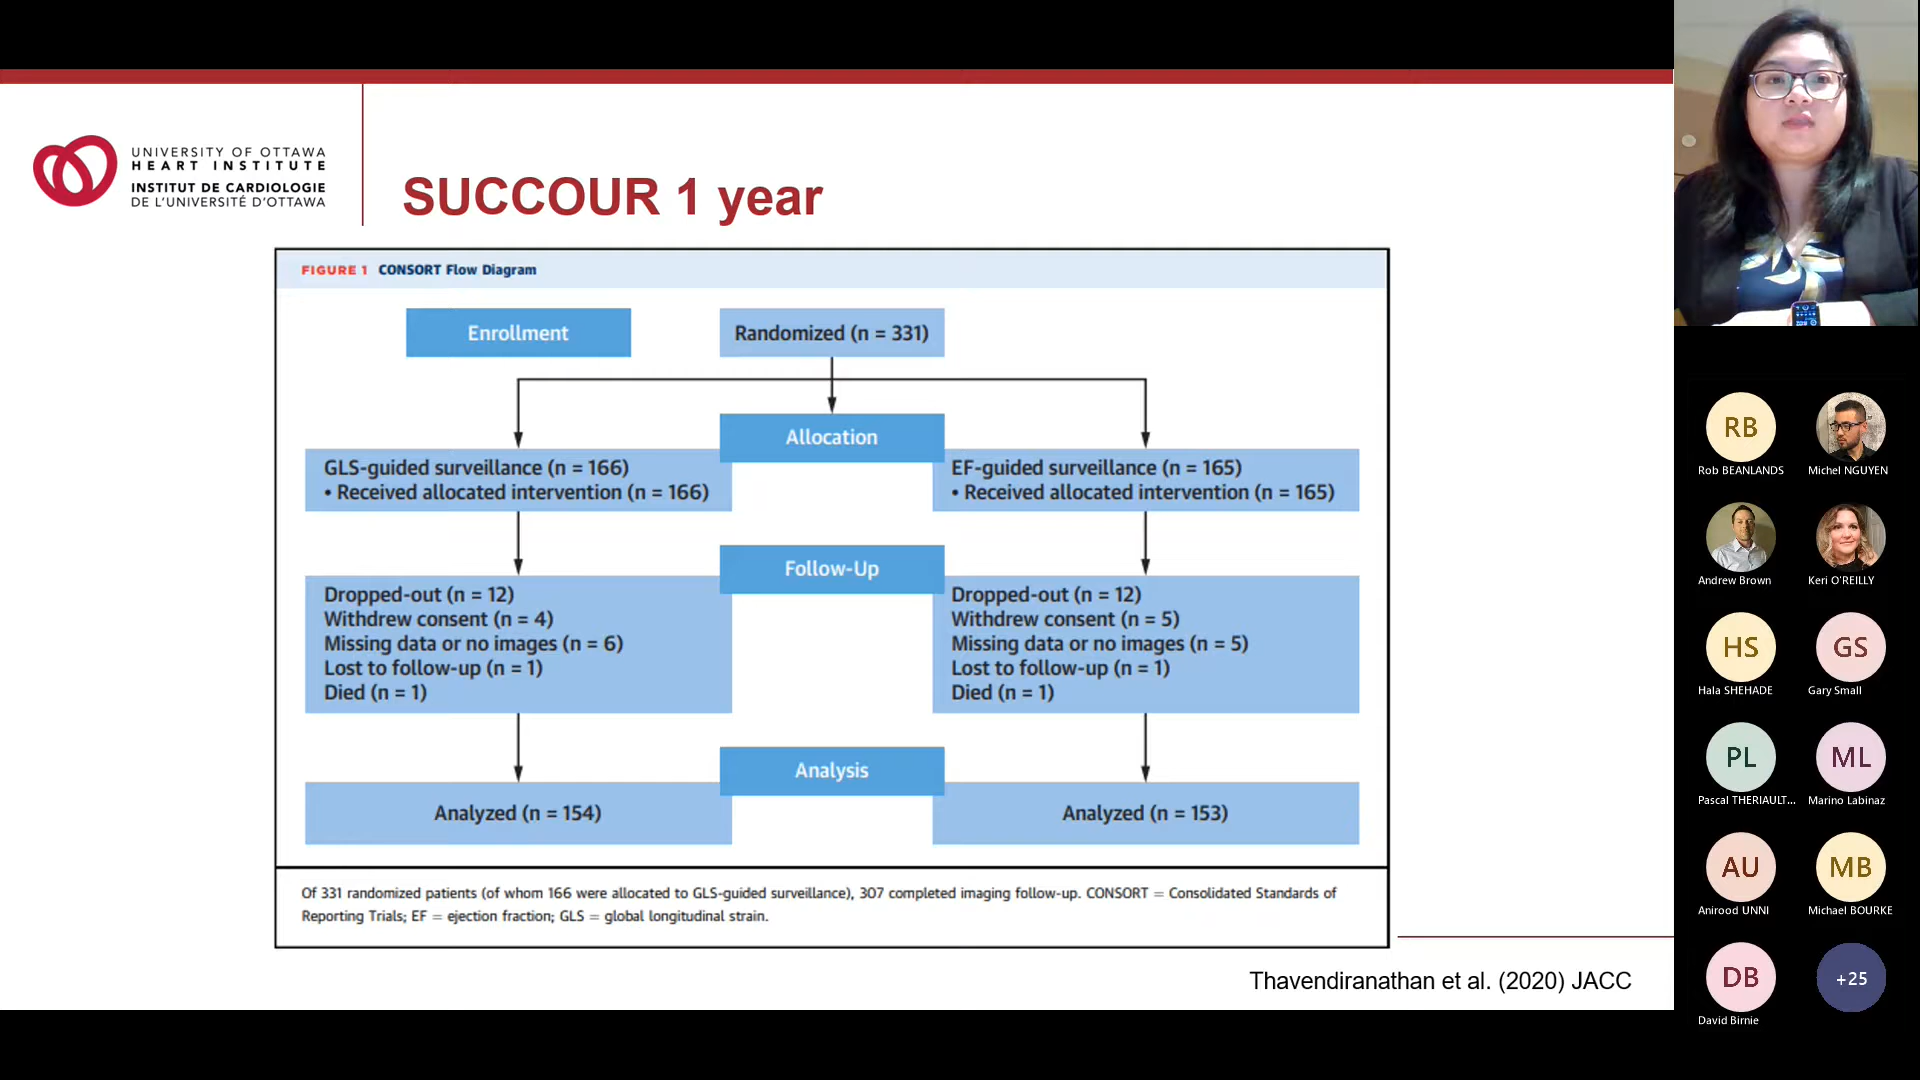 UNIVERSITY OF OTTAWA
HEART INSTITUTE
INSTITUT DE CARDIOLOGIE
DE L'UNIVERSITÉ D'OTTAWA
SUCCOUR 1 year
FIGURE 1 CONSORT Flow Diagram
Enrollment
Randomized (n = 331)
Allocation
GLS-guided surveillance (n = 166)
• Received allocated intervention (n = 166)
EF-guided surveillance (n = 165)
• Received allocated intervention (n = 165)
Follow-Up
Dropped-out (n = 12)
Withdrew consent (n = 4)
Missing data or no images (n = 6)
Lost to follow-up (n = 1)
Died (n = 1)
Dropped-out (n = 12)
Withdrew consent (n = 5)
Missing data or no images (n = 5)
Lost to follow-up (n = 1)
Died (n = 1)
Analysis
Analyzed (n = 154)
Analyzed (n = 153)
Of 331 randomized patients (of whom 166 were allocated to GLS-guided surveillance), 307 completed imaging follow-up. CONSORT = Consolidated Standards of
Reporting Trials; EF = ejection fraction; GLS = global longitudinal strain.
Thavendiranathan et al. (2020) JACC
RB
Rob BEANLANDS
Michel NGUYEN
Andrew Brown
Keri O'REILLY
HS
Hala SHEHADE
GS
Gary Small
PL
Pascal THERIAULT...
ML
Marino Labinaz
AU
Anirood UNNI
MB
Michael BOURKE
DB
David Birnie
+25